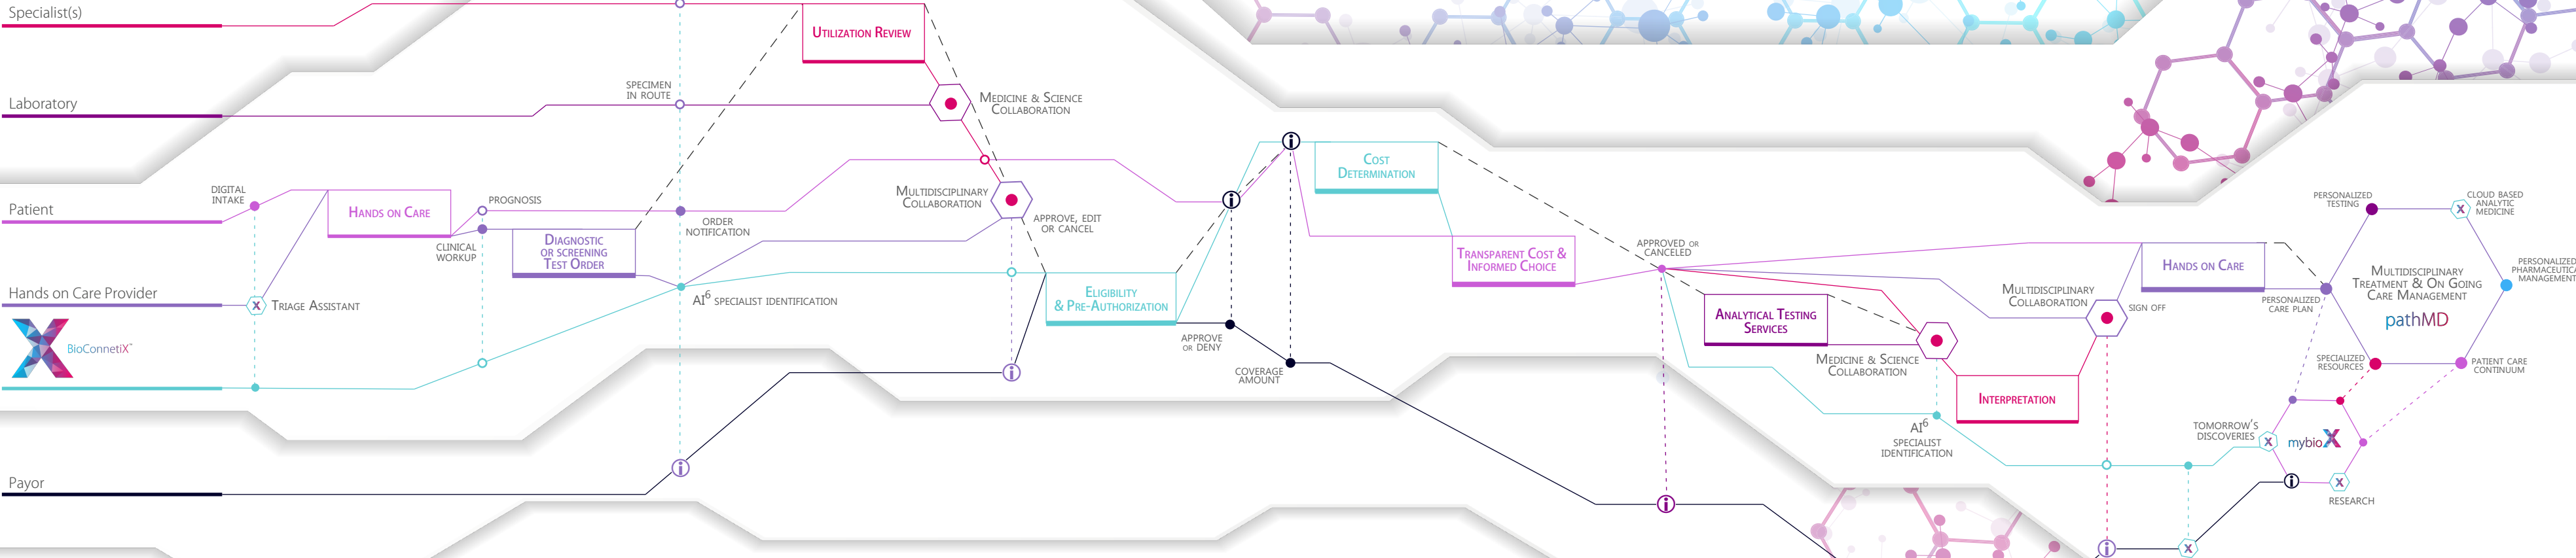 Specialist(s)
Laboratory
Patient
Hands on Care Provider
BioConnetiX™
Payor
DIGITAL
INTAKE
TRIAGE ASSISTANT
HANDS ON CARE
PROGNOSIS
CLINICAL
WORKUP
DIAGNOSTIC
OR SCREENING
TEST ORDER
SPECIMEN
IN ROUTE
ORDER
NOTIFICATION
AI6 SPECIALIST IDENTIFICATION
UTILIZATION REVIEW
MEDICINE & SCIENCE
COLLABORATION
MULTIDISCIPLINARY
COLLABORATION
APPROVE, EDIT
OR CANCEL
ELIGIBILITY
& PRE-AUTHORIZATION
APPROVE
OR DENY
COVERAGE
AMOUNT
COST
DETERMINATION
TRANSPARENT COST &
INFORMED CHOICE
APPROVED OR
CANCELED
ANALYTICAL TESTING
SERVICES
MEDICINE & SCIENCE
COLLABORATION
AI6
SPECIALIST
IDENTIFICATION
INTERPRETATION
MULTIDISCIPLINARY
COLLABORATION
SIGN OFF
HANDS ON CARE
PERSONALIZED
CARE PLAN
PERSONALIZED
TESTING
CLOUD BASED
ANALYTIC
MEDICINE
PERSONALIZED
PHARMACEUTICA
MANAGEMENT
MULTIDISCIPLINARY
TREATMENT & ON GOING
CARE MANAGEMENT
pathMD
SPECIALIZED
RESOURCES
PATIENT CARE
CONTINUUM
TOMORROW'S
DISCOVERIES
mybioX
RESEARCH